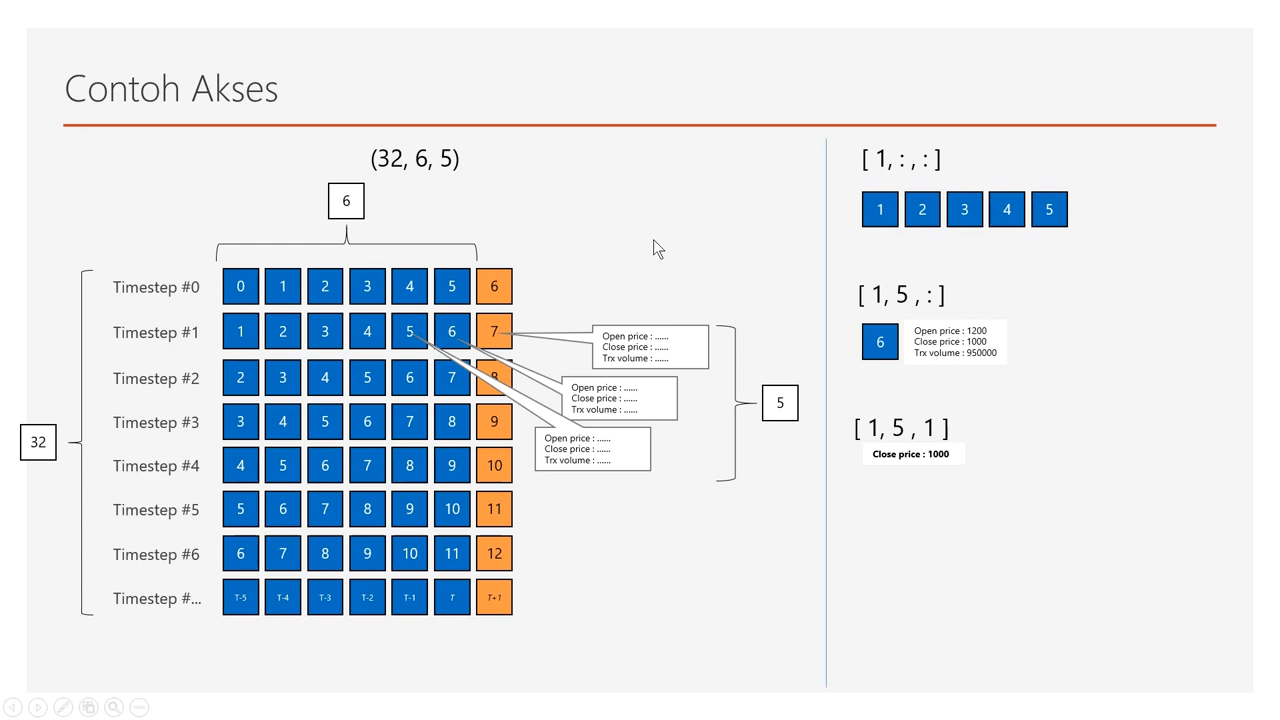 Contoh Akses
(32, 6, 5)
6
Timestep #0 0 1 2 3 4 5 6
Timestep #1 1 2 3 4 5 6 7
Timestep #2 2 3 4 5 6 7 8
Timestep #3 3 4 5 6 7 8 9
Timestep #4 4 5 6 7 8 9 10
Timestep #5 5 6 7 8 9 10 11
Timestep #6 6 7 8 9 10 11 12
Timestep #... T-5 T-4 T-3 T-2 T-1 T T+1
32
Open price : ......
Close price : ......
Trx volume : ......
Open price : ......
Close price : ......
Trx volume : ......
Open price : ......
Close price : ......
Trx volume : ......
5
[ 1, : , : ]
1 2 3 4 5
[ 1, 5 , : ]
6
Open price : 1200
Close price : 1000
Trx volume : 950000
[ 1, 5 , 1 ]
Close price : 1000